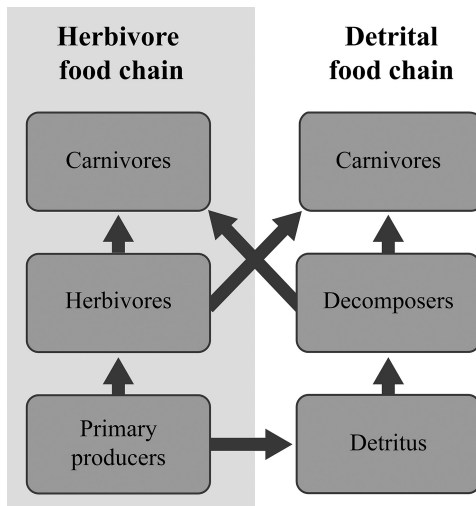 Herbivore
food chain
Detrital
food chain
Carnivores
Carnivores
Herbivores
Decomposers
Primary
producers
Detritus